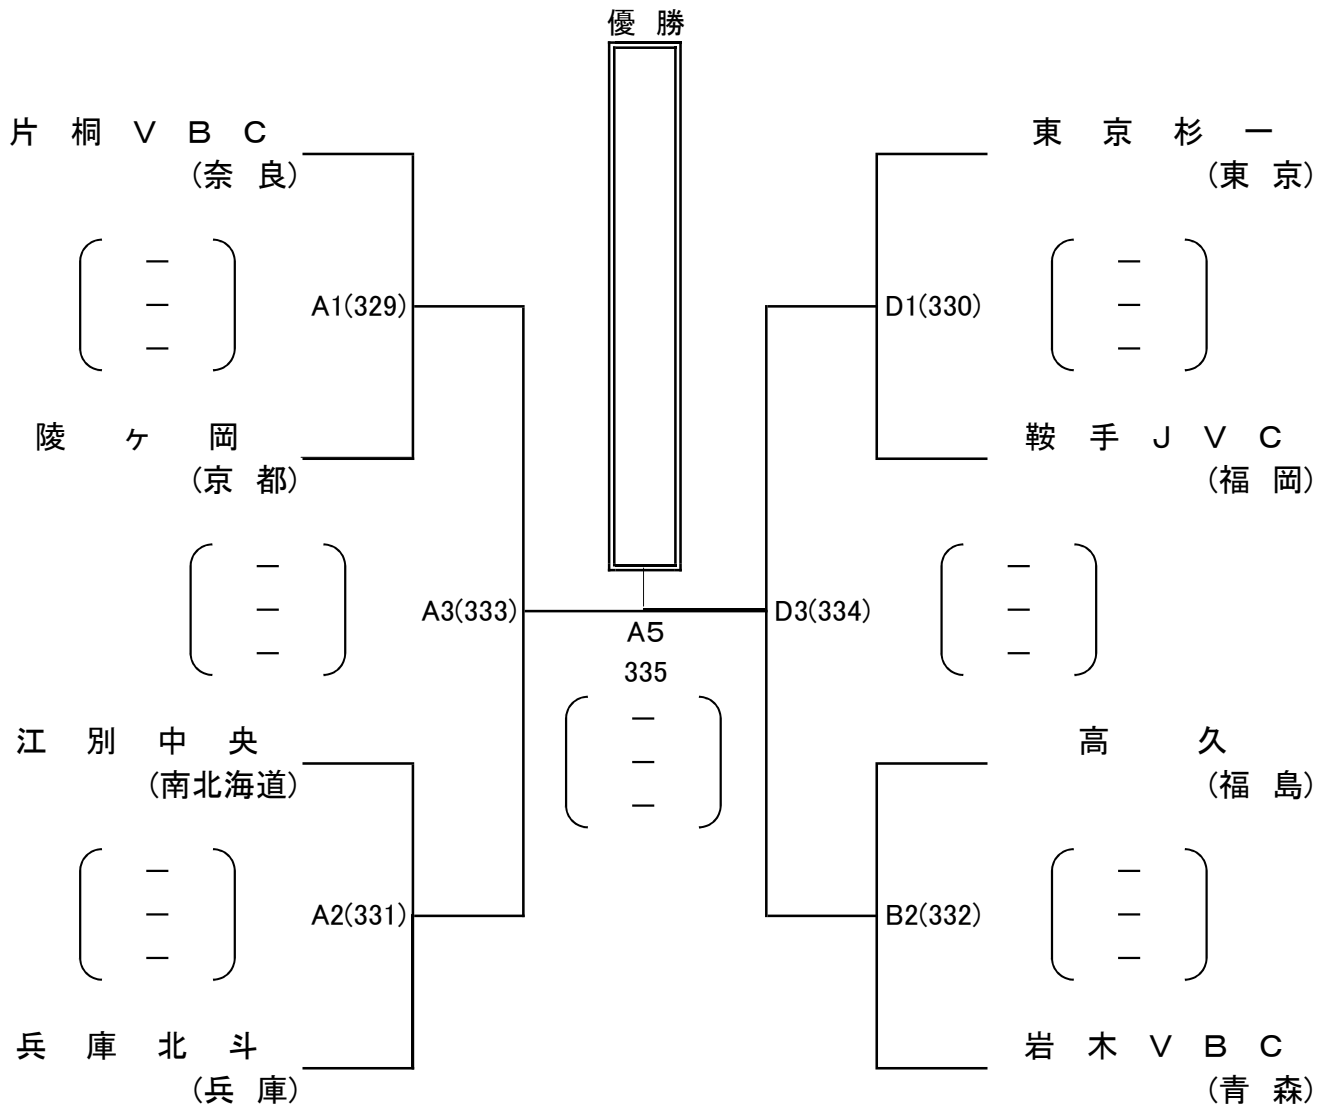 優 勝
片 桐 Ｖ Ｂ Ｃ
(奈 良)
東 京 杉 一
(東 京)
－
－
－
A1(329)
D1(330)
－
－
－
陵 ヶ 岡
(京 都)
鞍 手 Ｊ Ｖ Ｃ
(福 岡)
－
－
－
A3(333)
A5
335
D3(334)
－
－
－
－
－
－
江 別 中 央
(南北海道)
高 久
(福 島)
－
－
－
A2(331)
B2(332)
－
－
－
兵 庫 北 斗
(兵 庫)
岩 木 Ｖ Ｂ Ｃ
(青 森)